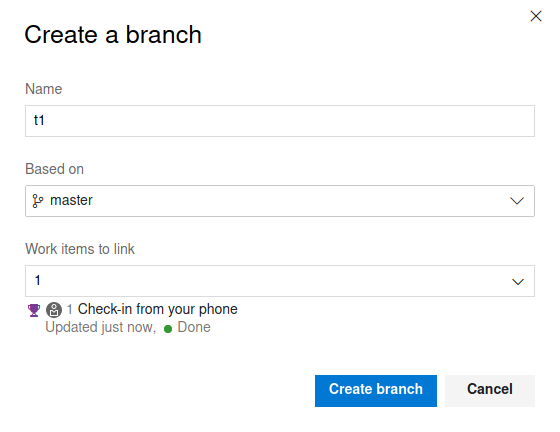 Create a branch
Name
t1
Based on
master
Work items to link
1
1 Check-in from your phone
Updated just now, Done
Create branch
Cancel